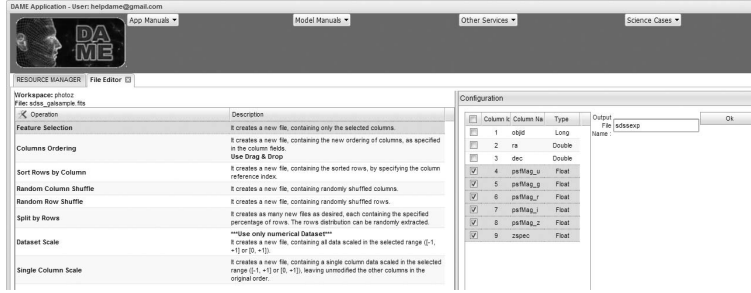 DAME Application - User: helpdame@gmail.com
App Manuals
Model Manuals
Other Services
Science Cases
DA
ME
RESOURCE MANAGER
File Editor
Workspace: photoz
File: sdss_galsample.fits
Operation
Description
Feature Selection
It creates a new file, containing only the selected columns.
Columns Ordering
It creates a new file, containing the new ordering of columns, as specified
in the column fields.
Use Drag & Drop
Sort Rows by Column
It creates a new file, containing the sorted rows, by specifying the column
reference index.
Random Column Shuffle
It creates a new file, containing randomly shuffled columns.
Random Row Shuffle
It creates a new file, containing randomly shuffled rows.
Split by Rows
It creates as many new files as desired, each containing the specified
percentage of rows. The rows distribution can be randomly extracted.
Dataset Scale
***Use only numerical Dataset***
It creates a new file, containing all data scaled in the selected range ([-1,
+1] or [0, +1]).
Single Column Scale
It creates a new file, containing a single column data scaled in the selected
range ([-1, +1] or [0, +1]), leaving unmodified the other columns in the
original order.
Configuration
Column Ic Column Na Type
1 objid Long
2 ra Double
3 dec Double
4 psfMag_u Float
5 psfMag_g Float
6 psfMag_r Float
7 psfMag_i Float
8 psfMag_z Float
9 zspec Float
Output
File
Name :
sdssexp
Ok